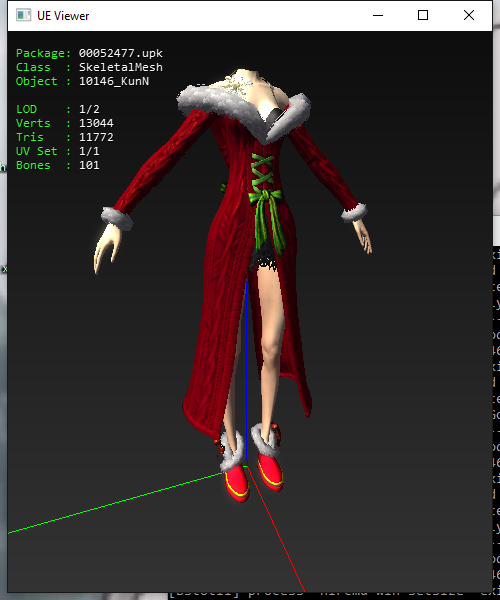 UE Viewer
Package: 00052477.upk
Class : SkeletalMesh
Object : 10146_KunN
LOD : 1/2
Verts : 13044
Tris : 11772
UV Set : 1/1
Bones : 101